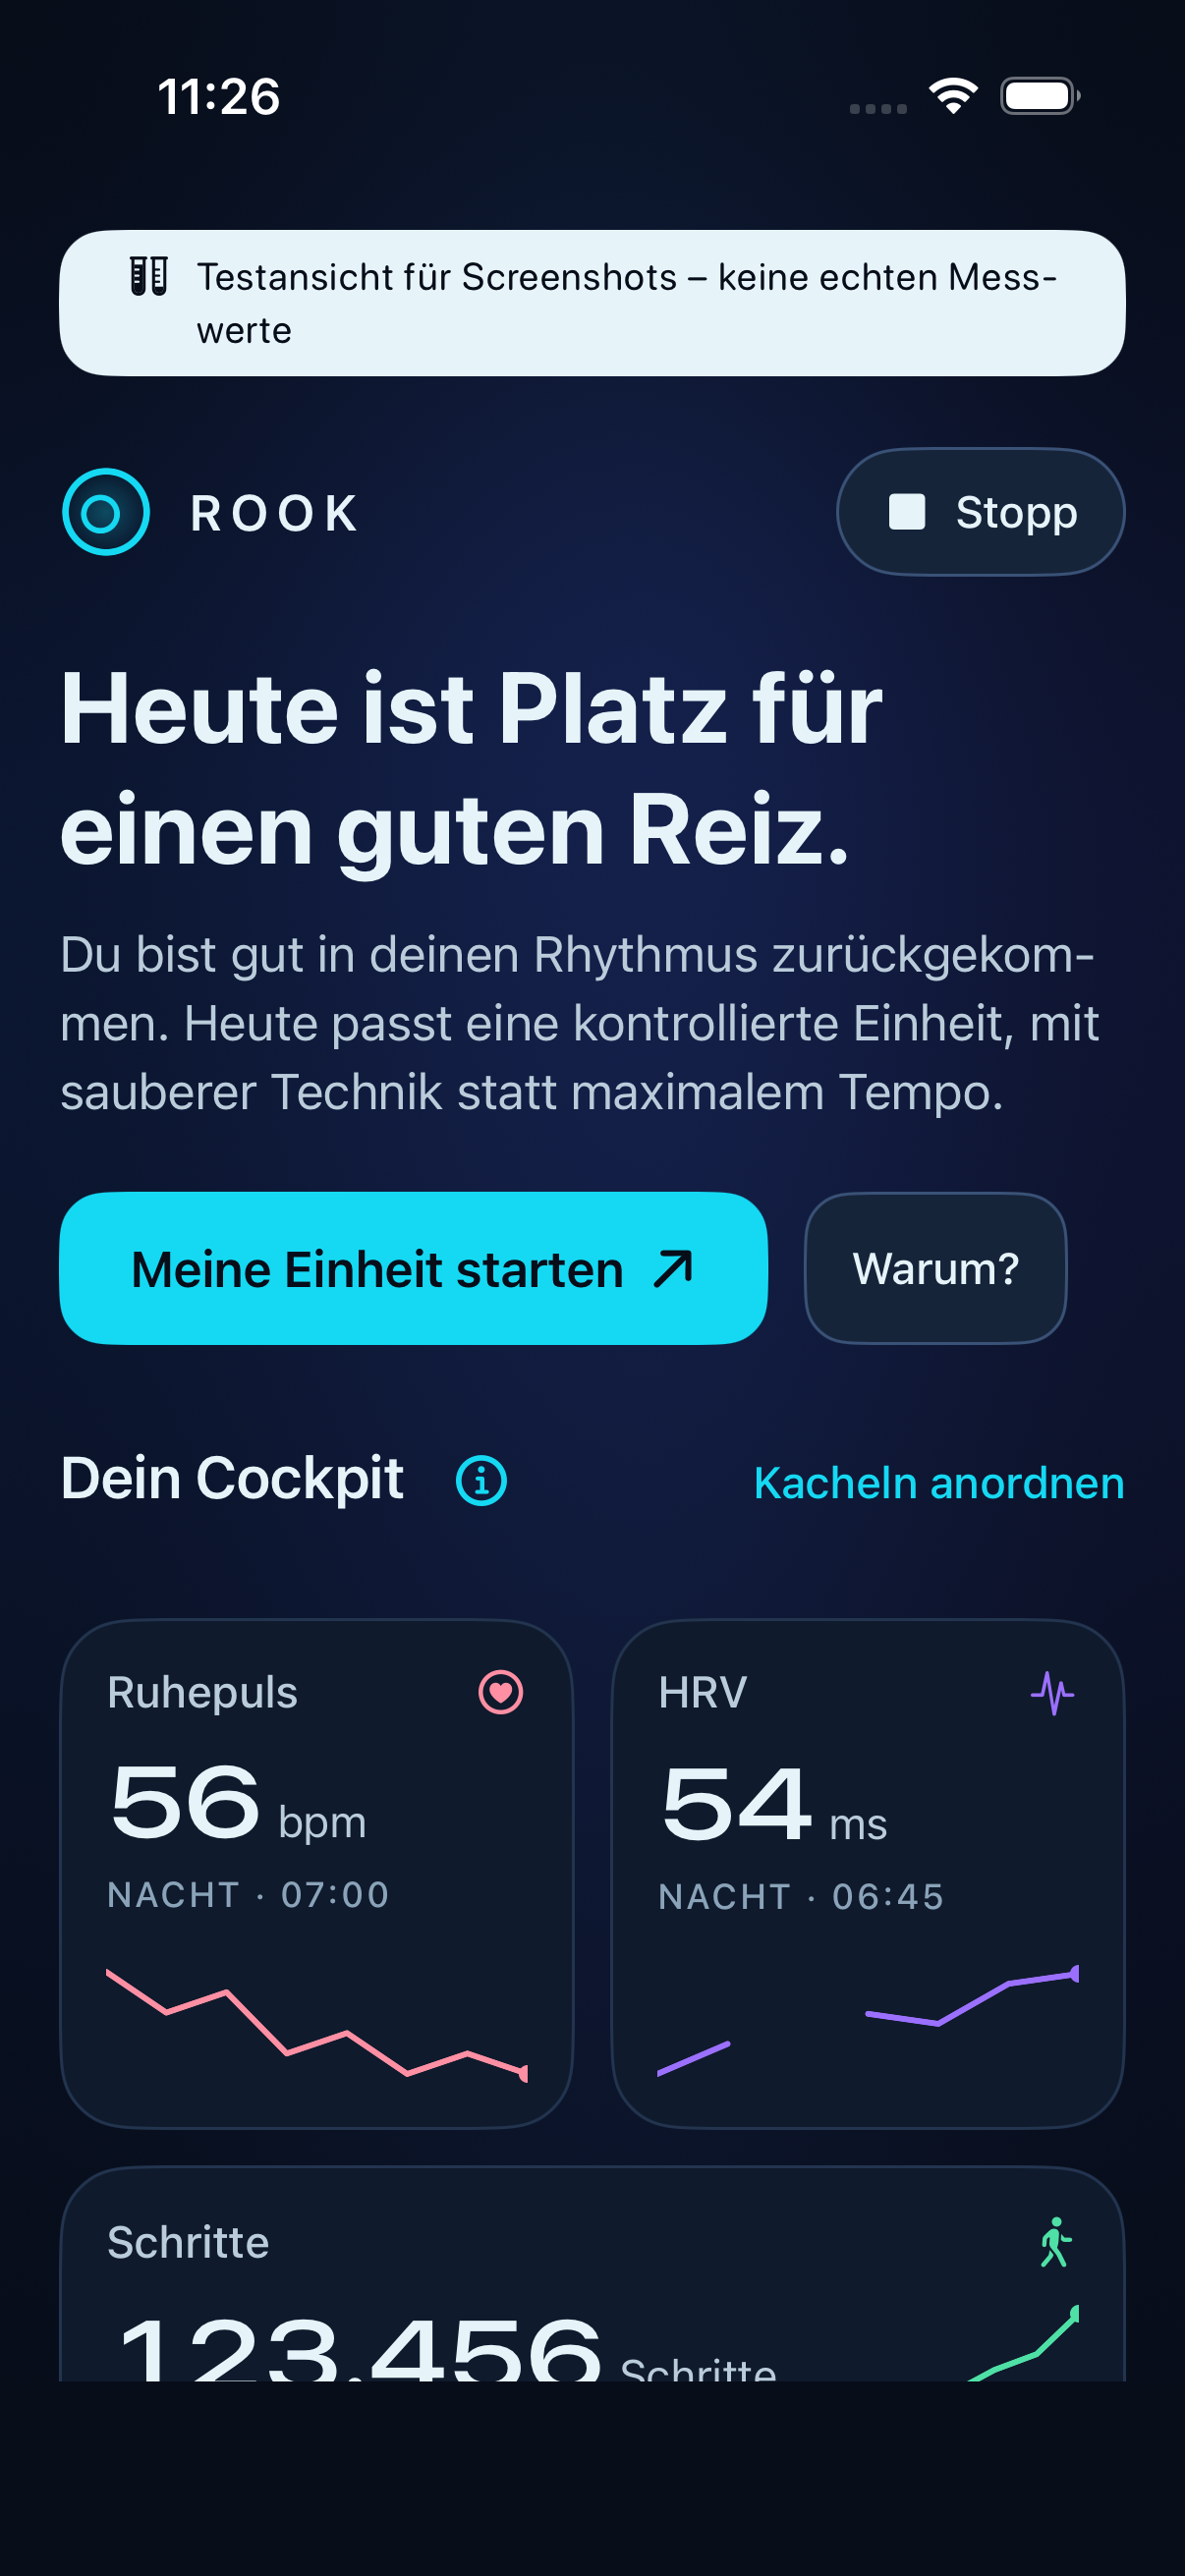 11:26
Testansicht für Screenshots – keine echten Mess-
werte
ROOK
Stopp
Heute ist Platz für
einen guten Reiz.
Du bist gut in deinen Rhythmus zurückgekom-
men. Heute passt eine kontrollierte Einheit, mit
sauberer Technik statt maximalem Tempo.
Meine Einheit starten
Warum?
Dein Cockpit
Kacheln anordnen
Ruhepuls
56 bpm
NACHT · 07:00
HRV
54 ms
NACHT · 06:45
Schritte
123.456 Schritte